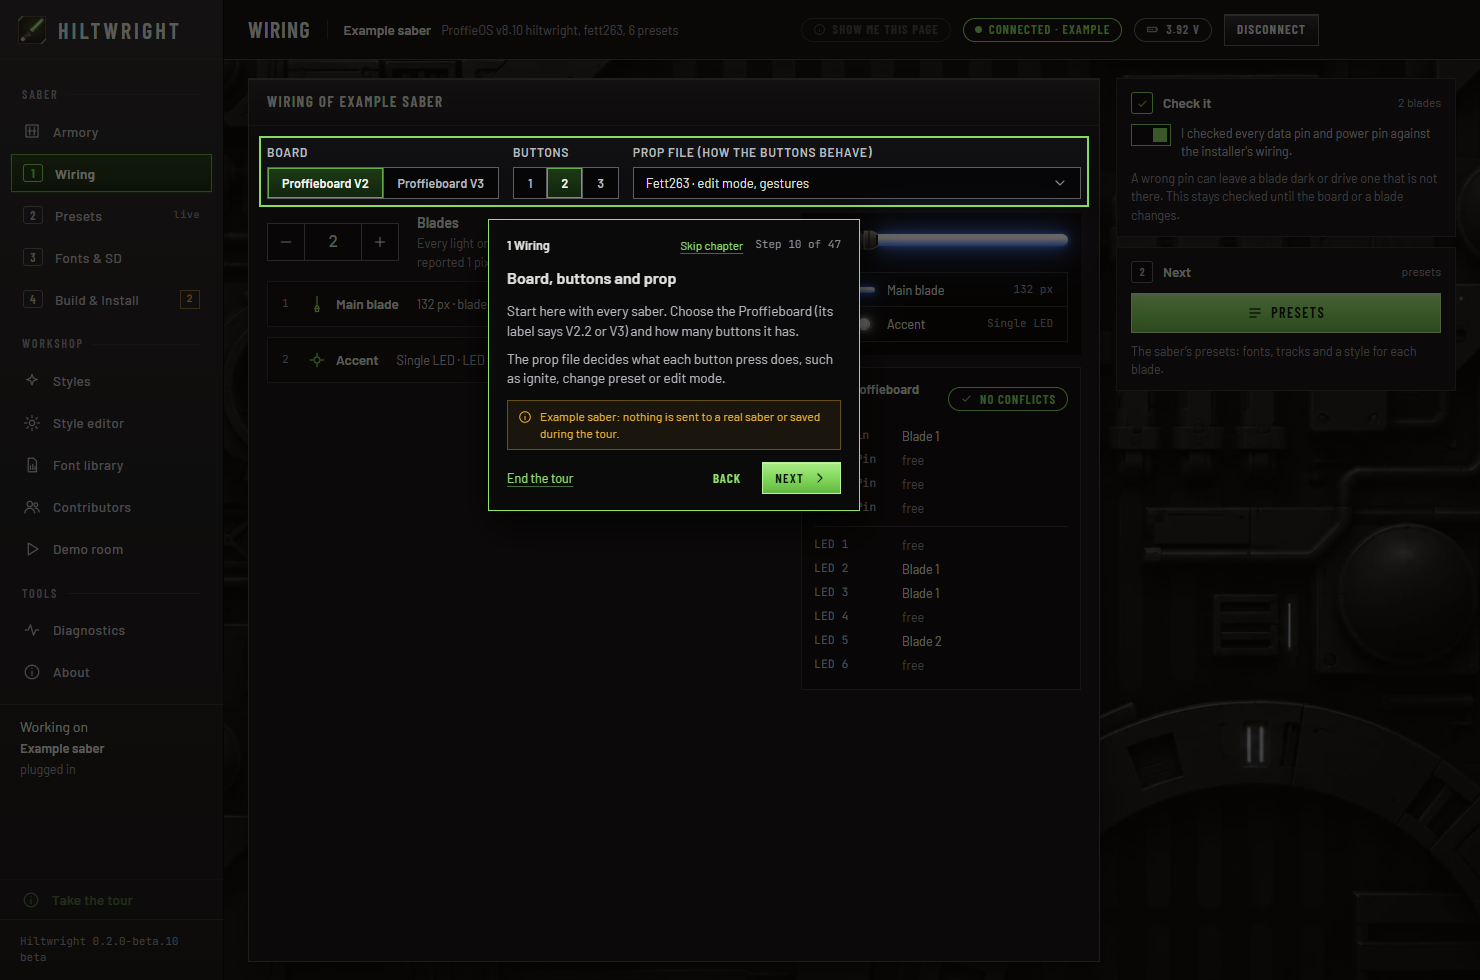 HILTWRIGHT
WIRING
Example saber ProffieOS v8.10 hiltwright, fett263, 6 presets
SHOW ME THIS PAGE
CONNECTED · EXAMPLE
3.92 V
DISCONNECT
SABER
Armory
1 Wiring
2 Presets live
3 Fonts & SD
4 Build & Install 2
WORKSHOP
Styles
Style editor
Font library
Contributors
Demo room
TOOLS
Diagnostics
About
Working on
Example saber
plugged in
Take the tour
Hiltwright 0.2.0-beta.10
beta
WIRING OF EXAMPLE SABER
BOARD
Proffieboard V2 Proffieboard V3
BUTTONS
1 2 3
PROP FILE (HOW THE BUTTONS BEHAVE)
Fett263 · edit mode, gestures
2
Blades
Every light or
reported 1 pix
1 Main blade 132 px · blade
2 Accent Single LED · LED
1 Wiring
Skip chapter
Step 10 of 47
Board, buttons and prop
Start here with every saber. Choose the Proffieboard (its
label says V2.2 or V3) and how many buttons it has.
The prop file decides what each button press does, such
as ignite, change preset or edit mode.
Example saber: nothing is sent to a real saber or saved
during the tour.
End the tour
BACK
NEXT
Main blade 132 px
Accent Single LED
offieboard
NO CONFLICTS
in Blade 1
Pin free
Pin free
Pin free
LED 1 free
LED 2 Blade 1
LED 3 Blade 1
LED 4 free
LED 5 Blade 2
LED 6 free
Check it 2 blades
I checked every data pin and power pin against
the installer's wiring.
A wrong pin can leave a blade dark or drive one that is not
there. This stays checked until the board or a blade
changes.
2 Next presets
PRESETS
The saber's presets: fonts, tracks and a style for each
blade.